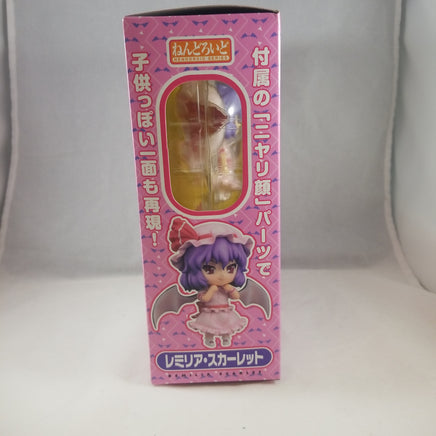 ねんどろいど
NENDOROID SERIES
付属の「ニヤリ顔」パーツで
子供っぽい一面も再現!
レミリア・スカーレット
REMILIA SCARLET